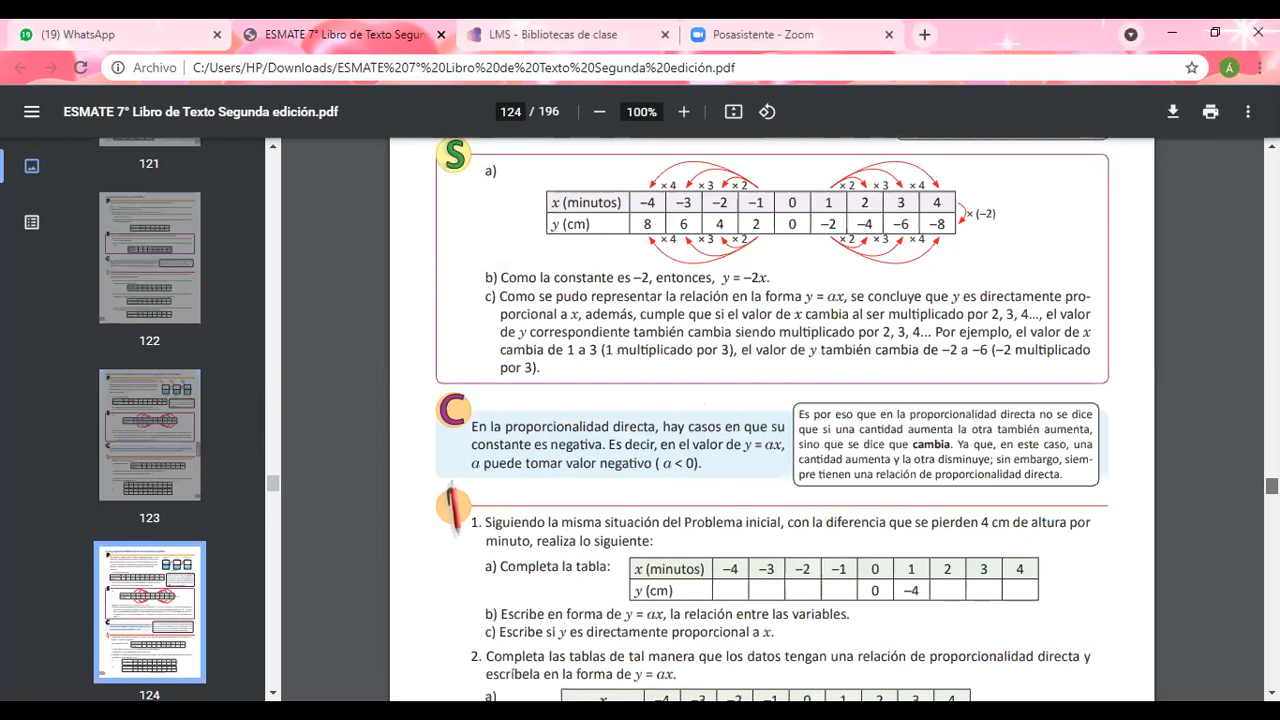 (19) WhatsApp
ESMATE 7° Libro de Texto Segun
LMS - Bibliotecas de clase
Posasistente - Zoom
Archivo
C:/Users/HP/Downloads/ESMATE%207°%20Libro%20de%20Texto%20Segunda%20edición.pdf
Á
ESMATE 7° Libro de Texto Segunda edición.pdf
124 / 196
100%
121
122
123
124
S
a)
× 4 × 3 × 2 × 2 × 3 × 4
x (minutos) –4 –3 –2 –1 0 1 2 3 4
× (–2)
y (cm) 8 6 4 2 0 –2 –4 –6 –8
× 4 × 3 × 2 × 2 × 3 × 4
b) Como la constante es –2, entonces, y = –2x.
c) Como se pudo representar la relación en la forma y = ax, se concluye que y es directamente pro-
porcional a x, además, cumple que si el valor de x cambia al ser multiplicado por 2, 3, 4..., el valor
de y correspondiente también cambia siendo multiplicado por 2, 3, 4... Por ejemplo, el valor de x
cambia de 1 a 3 (1 multiplicado por 3), el valor de y también cambia de –2 a –6 (–2 multiplicado
por 3).
C
En la proporcionalidad directa, hay casos en que su
constante es negativa. Es decir, en el valor de y = ax,
a puede tomar valor negativo ( a < 0).
Es por eso que en la proporcionalidad directa no se dice
que si una cantidad aumenta la otra también aumenta,
sino que se dice que cambia. Ya que, en este caso, una
cantidad aumenta y la otra disminuye; sin embargo, siem-
pre tienen una relación de proporcionalidad directa.
1. Siguiendo la misma situación del Problema inicial, con la diferencia que se pierden 4 cm de altura por
minuto, realiza lo siguiente:
a) Completa la tabla:
x (minutos) –4 –3 –2 –1 0 1 2 3 4
y (cm) 0 –4
b) Escribe en forma de y = ax, la relación entre las variables.
c) Escribe si y es directamente proporcional a x.
2. Completa las tablas de tal manera que los datos tengan una relación de proporcionalidad directa y
escríbela en la forma de y = ax.
a)
x –4 –3 –2 –1 0 1 2 3 4